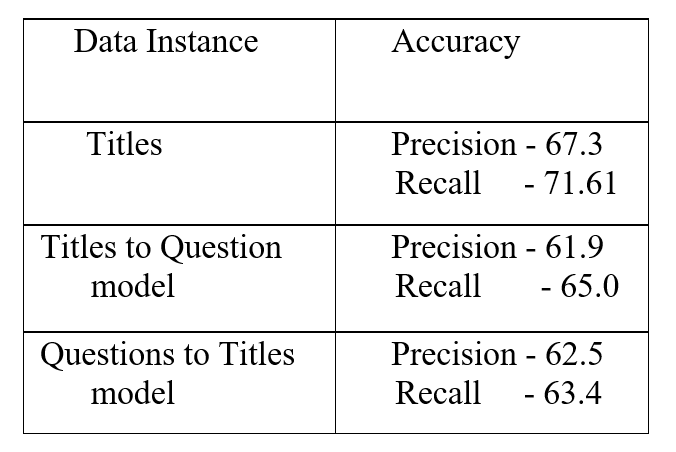 Data Instance Accuracy
Titles Precision - 67.3
Recall - 71.61
Titles to Question Precision - 61.9
model Recall - 65.0
Questions to Titles Precision - 62.5
model Recall - 63.4